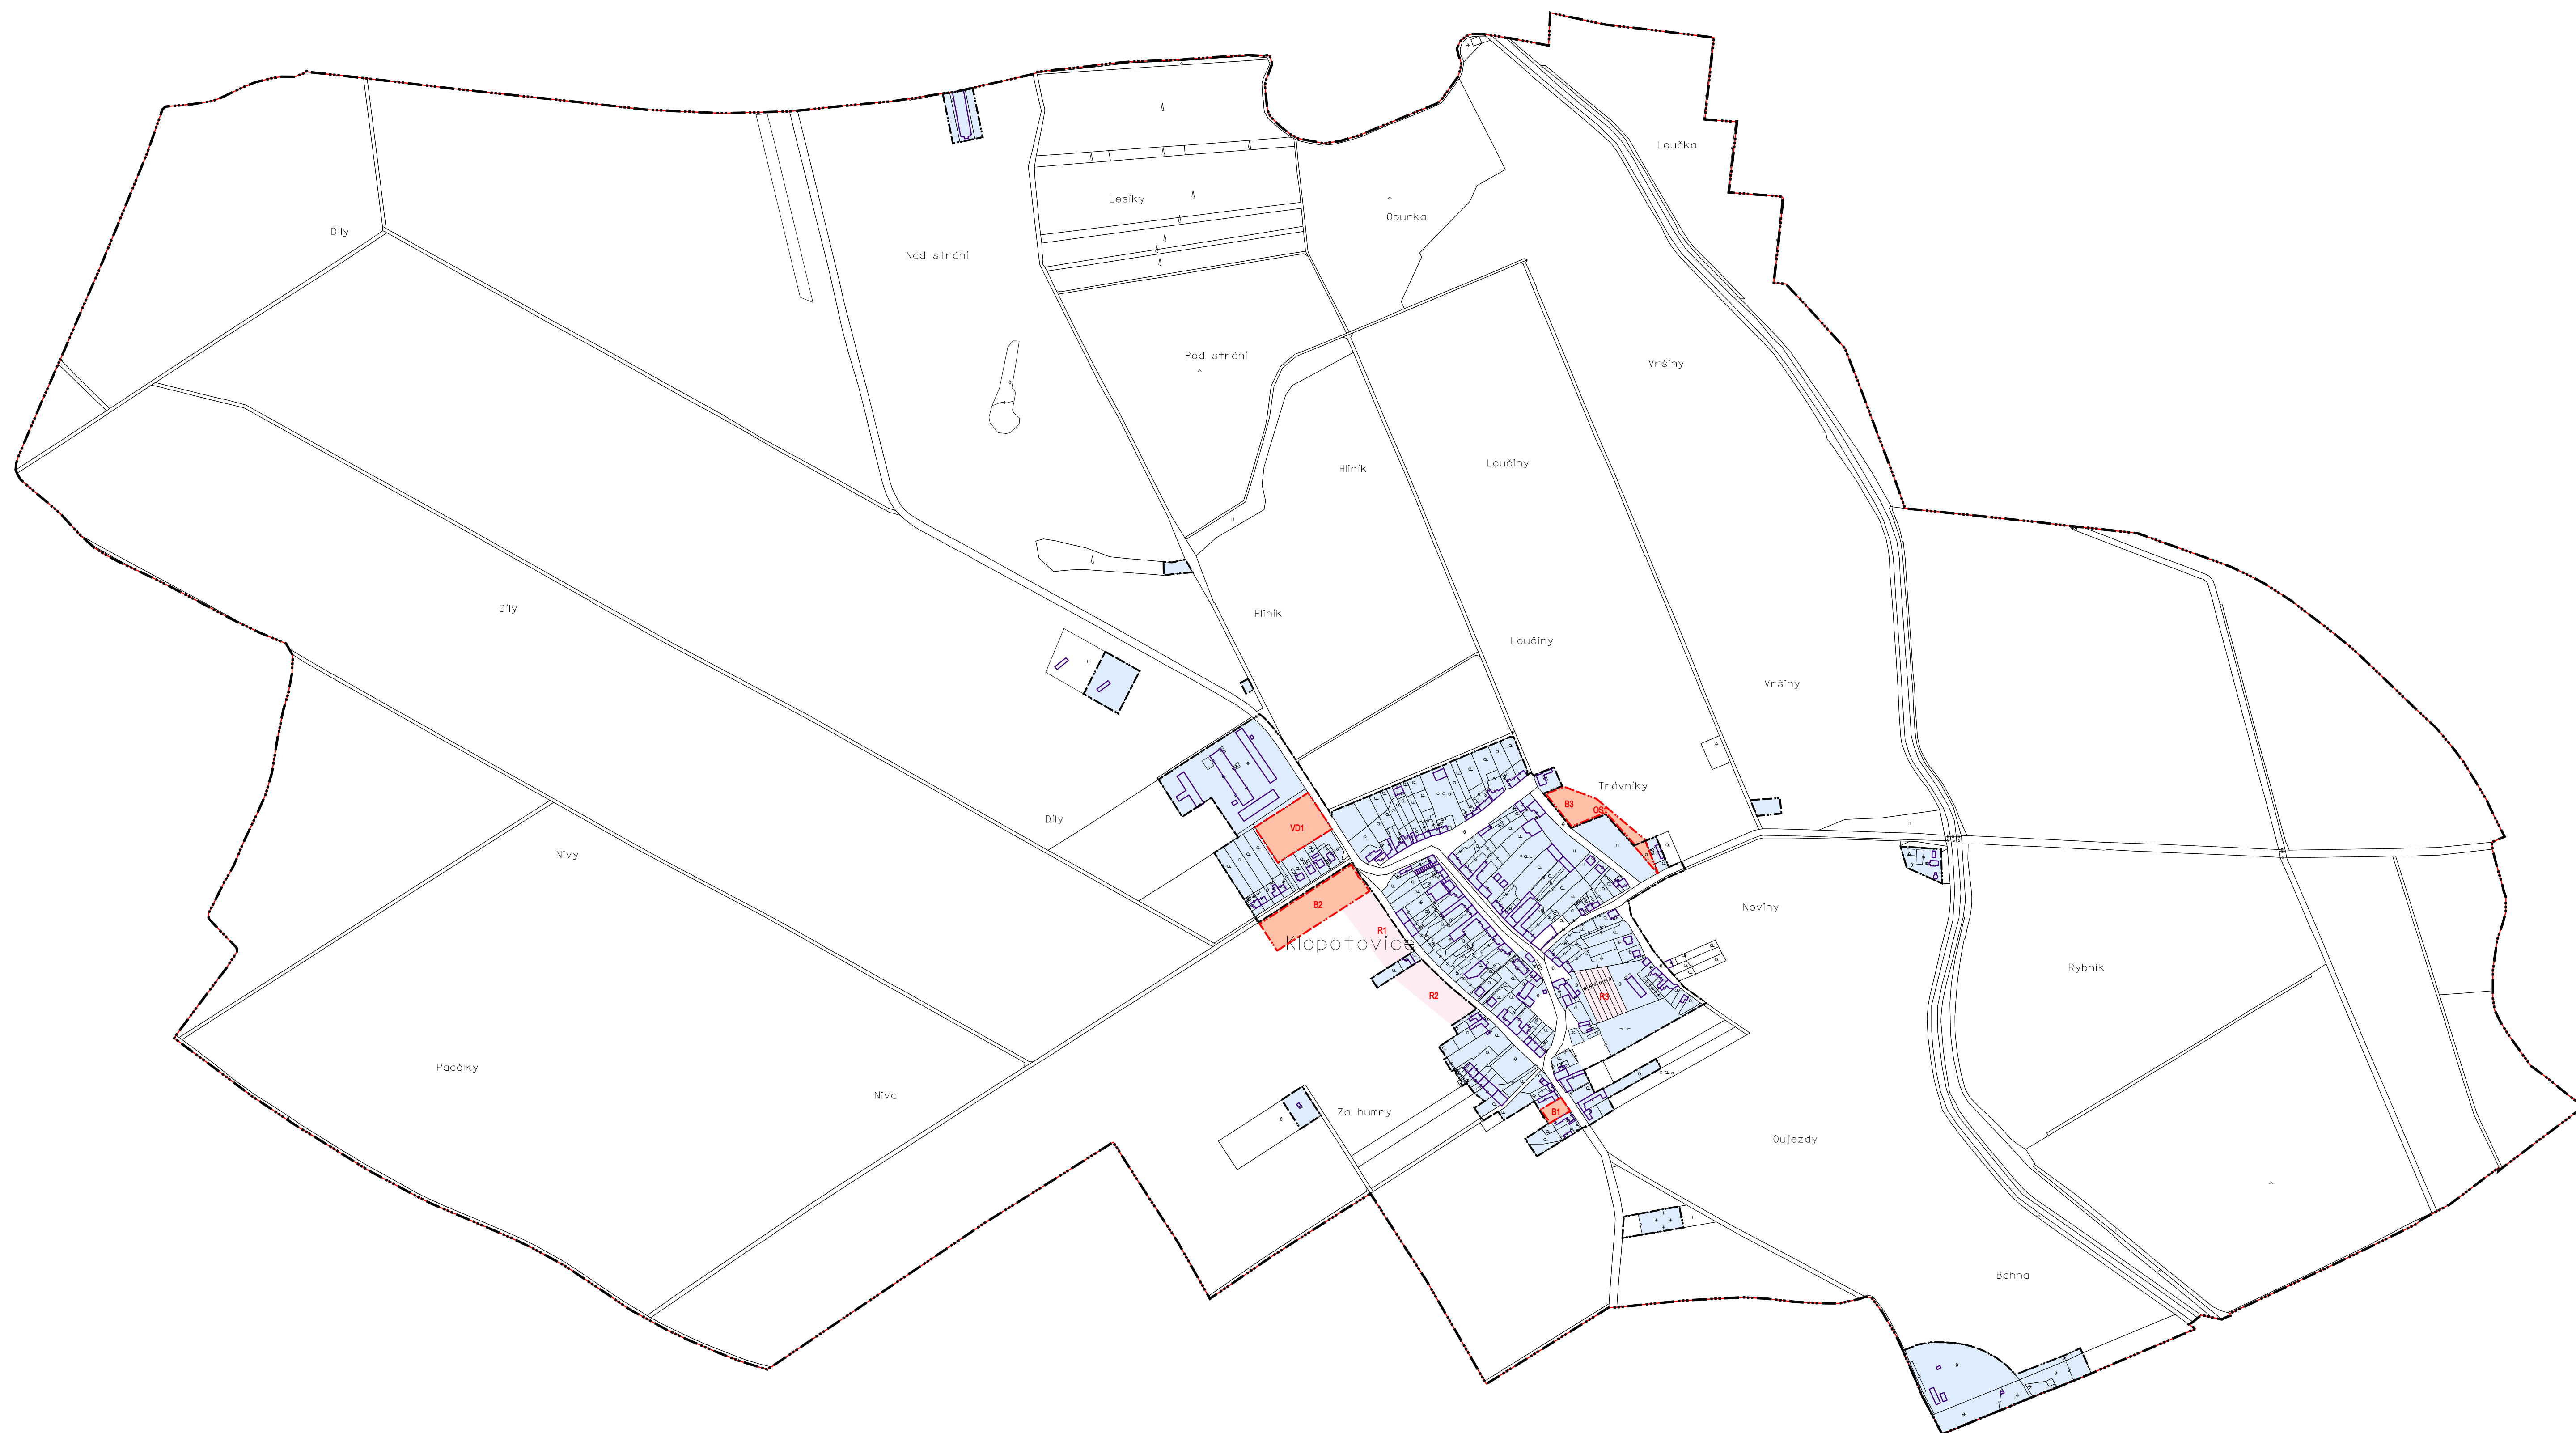 Loučka
Lesíky
Oburka
Díly
Nad strání
Pod strání
Vršiny
Hliník
Loučiny
Díly
Hliník
Loučiny
Vršiny
Trávníky
B3
OS
Díly
VD1
Nivy
B2
Noviny
R1
Klopotovice
Rybník
R2
R3
Padělky
Niva
Za humny
B1
Oujezdy
Bahna